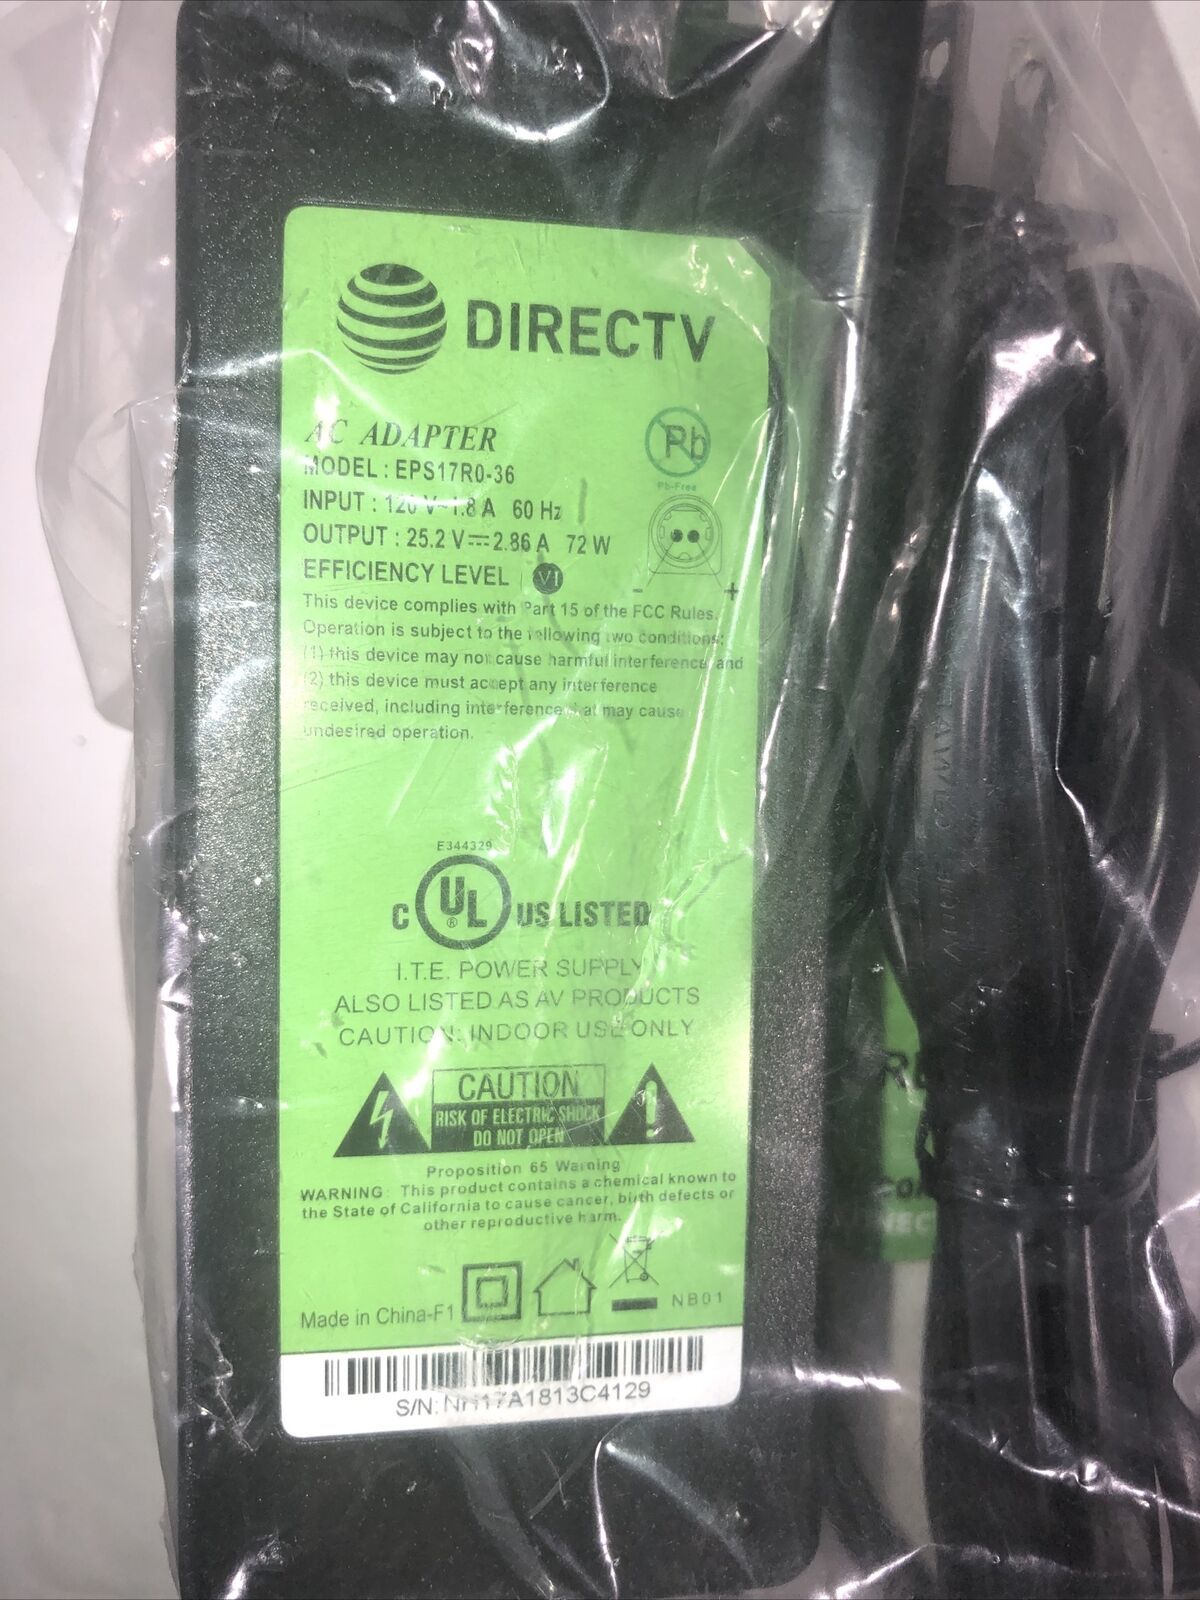 DIRECTV
AC ADAPTER
MODEL : EPS17R0-36
INPUT : 120 V~1.8 A 60 Hz
OUTPUT : 25.2 V⎓2.86 A 72 W
EFFICIENCY LEVEL VI
Pb
Pb-Free
- +
This device complies with Part 15 of the FCC Rules.
Operation is subject to the following two conditions:
(1) this device may not cause harmful interference, and
(2) this device must accept any interference
received, including interference that may cause
undesired operation.
E344329
C UL ® US LISTED
I.T.E. POWER SUPPLY
ALSO LISTED AS AV PRODUCTS
CAUTION: INDOOR USE ONLY
CAUTION
RISK OF ELECTRIC SHOCK
DO NOT OPEN
Proposition 65 Warning
WARNING: This product contains a chemical known to
the State of California to cause cancer, birth defects or
other reproductive harm.
Made in China-F1
NB01
S/N: NH17A1813C4129